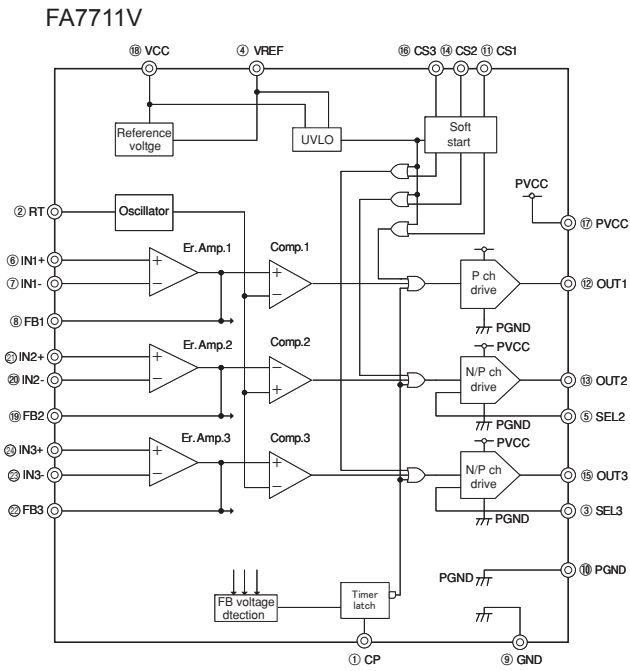 FA7711V
⑱ VCC
④ VREF
⑯ CS3 ⑭ CS2 ⑪ CS1
Reference
voltge
UVLO
Soft
start
PVCC
⑰ PVCC
② RT
Oscillator
⑥ IN1+
⑦ IN1-
⑧ FB1
Er.Amp.1
+
−
Comp.1
+
−
P ch
drive
PGND
⑫ OUT1
㉑ IN2+
⑳ IN2-
⑲ FB2
Er.Amp.2
+
−
Comp.2
−
+
PVCC
N/P ch
drive
PGND
⑬ OUT2
⑤ SEL2
㉔ IN3+
㉓ IN3-
㉒ FB3
Er.Amp.3
+
−
Comp.3
+
−
PVCC
N/P ch
drive
PGND
⑮ OUT3
③ SEL3
PGND
⑩ PGND
FB voltage
dtection
Timer
latch
① CP
⑨ GND